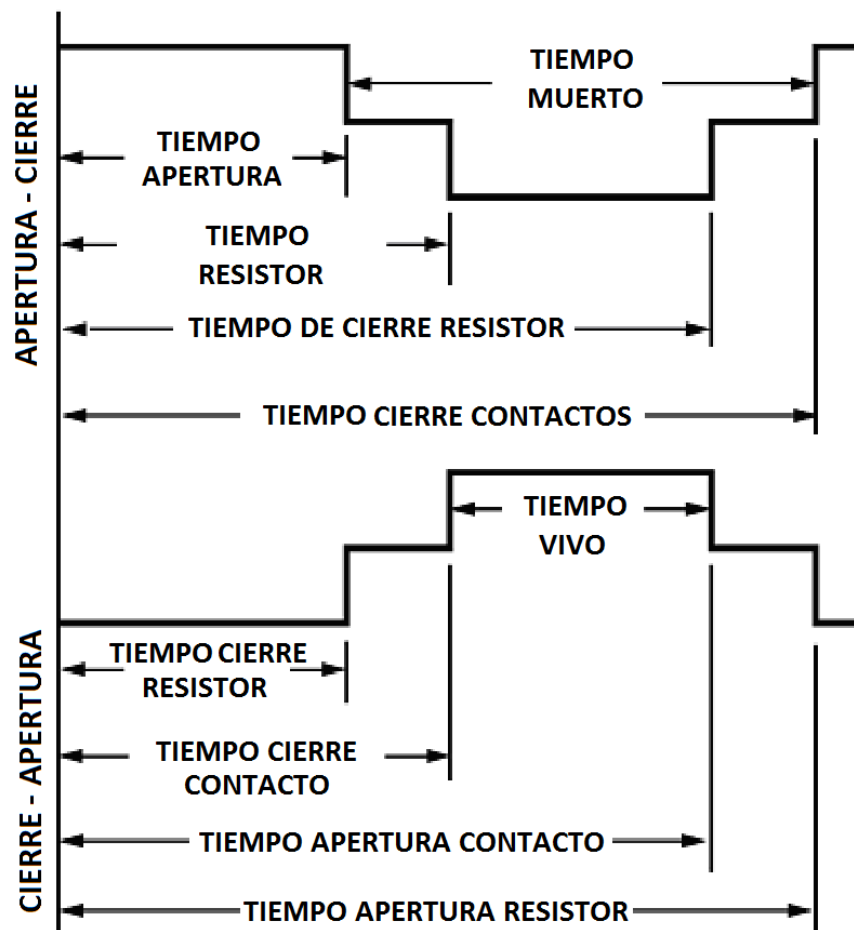 APERTURA - CIERRE
TIEMPO
MUERTO
TIEMPO
APERTURA
TIEMPO
RESISTOR
TIEMPO DE CIERRE RESISTOR
TIEMPO CIERRE CONTACTOS
CIERRE - APERTURA
TIEMPO
VIVO
TIEMPO CIERRE
RESISTOR
TIEMPO CIERRE
CONTACTO
TIEMPO APERTURA CONTACTO
TIEMPO APERTURA RESISTOR